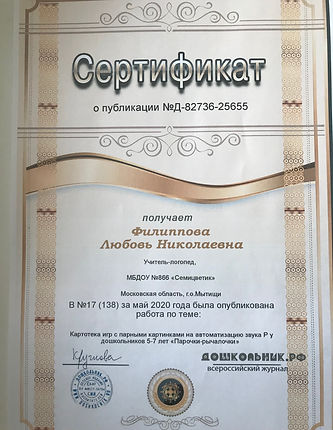 Сертификат
о публикации №Д-82736-25655
получает
Филиппова
Любовь Николаевна
Учитель-логопед,
МБДОУ №866 «Семицветик»
Московская область, г.о.Мытищи
В №17 (138) за май 2020 года была опубликована
работа по теме:
Картотека игр с парными картинками на автоматизацию звука Р у
дошкольников 5-7 лет «Парочки-рычалочки»
ДОШКОЛЬНИК.РФ
всероссийский журнал